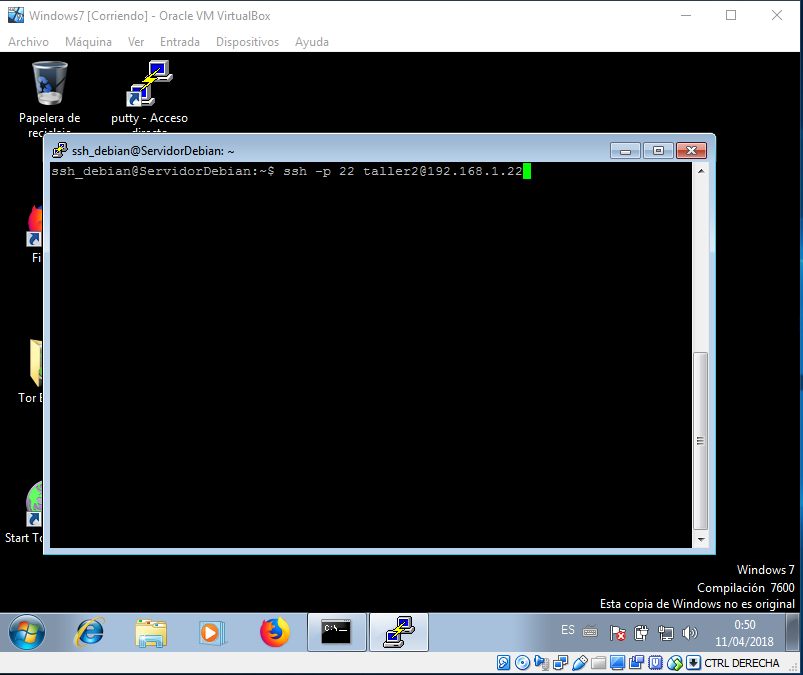 Windows7 [Corriendo] - Oracle VM VirtualBox
Archivo Máquina Ver Entrada Dispositivos Ayuda
Papelera de
reciclaje
putty - Acceso
directo
ssh_debian@ServidorDebian: ~
ssh_debian@ServidorDebian:~$ ssh -p 22 taller2@192.168.1.22
Fi
Tor
Start To
Windows 7
Compilación 7600
Esta copia de Windows no es original
C:\._
ES
0:50
11/04/2018
CTRL DERECHA